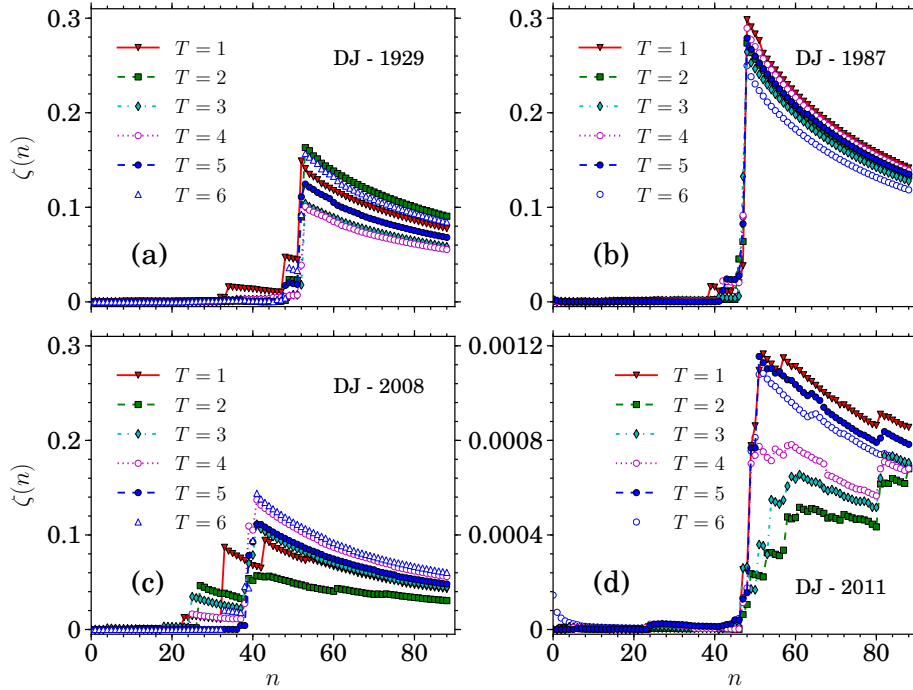 0.3
0.2
0.1
0
ζ(n)
T = 1
T = 2
T = 3
T = 4
T = 5
T = 6
DJ - 1929
(a)
0.3
0.2
0.1
0
T = 1
T = 2
T = 3
T = 4
T = 5
T = 6
DJ - 1987
(b)
0.3
0.2
0.1
0
ζ(n)
T = 1
T = 2
T = 3
T = 4
T = 5
T = 6
DJ - 2008
(c)
0 20 40 60 80
n
0.0012
0.0008
0.0004
0
T = 1
T = 2
T = 3
T = 4
T = 5
T = 6
(d)
DJ - 2011
0 20 40 60 80
n